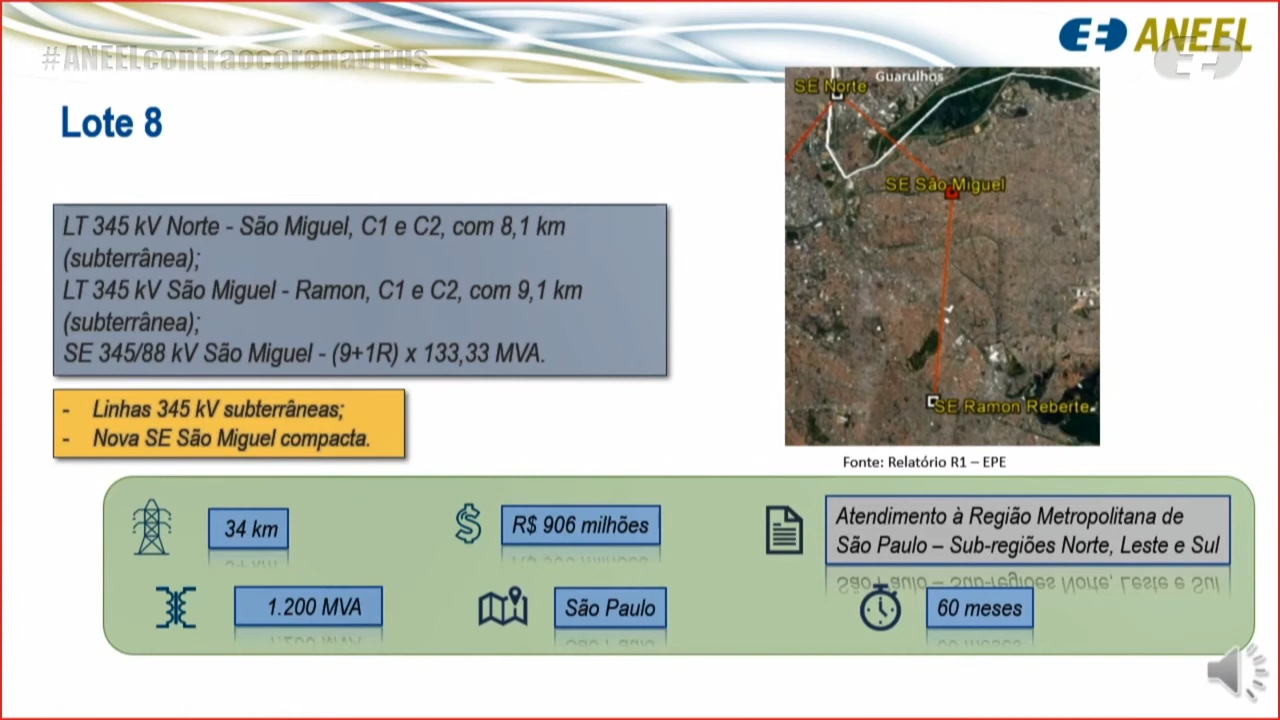 #ANEELcontraocoronavirus
ANEEL
Lote 8
LT 345 kV Norte - São Miguel, C1 e C2, com 8,1 km
(subterrânea);
LT 345 kV São Miguel - Ramon, C1 e C2, com 9,1 km
(subterrânea);
SE 345/88 kV São Miguel - (9+1R) x 133,33 MVA.
- Linhas 345 kV subterrâneas;
- Nova SE São Miguel compacta.
Guarulhos
SE Norte
SE São Miguel
SE Ramon Reberte
Fonte: Relatório R1 – EPE
34 km
R$ 906 milhões
Atendimento à Região Metropolitana de
São Paulo – Sub-regiões Norte, Leste e Sul
1.200 MVA
São Paulo
60 meses